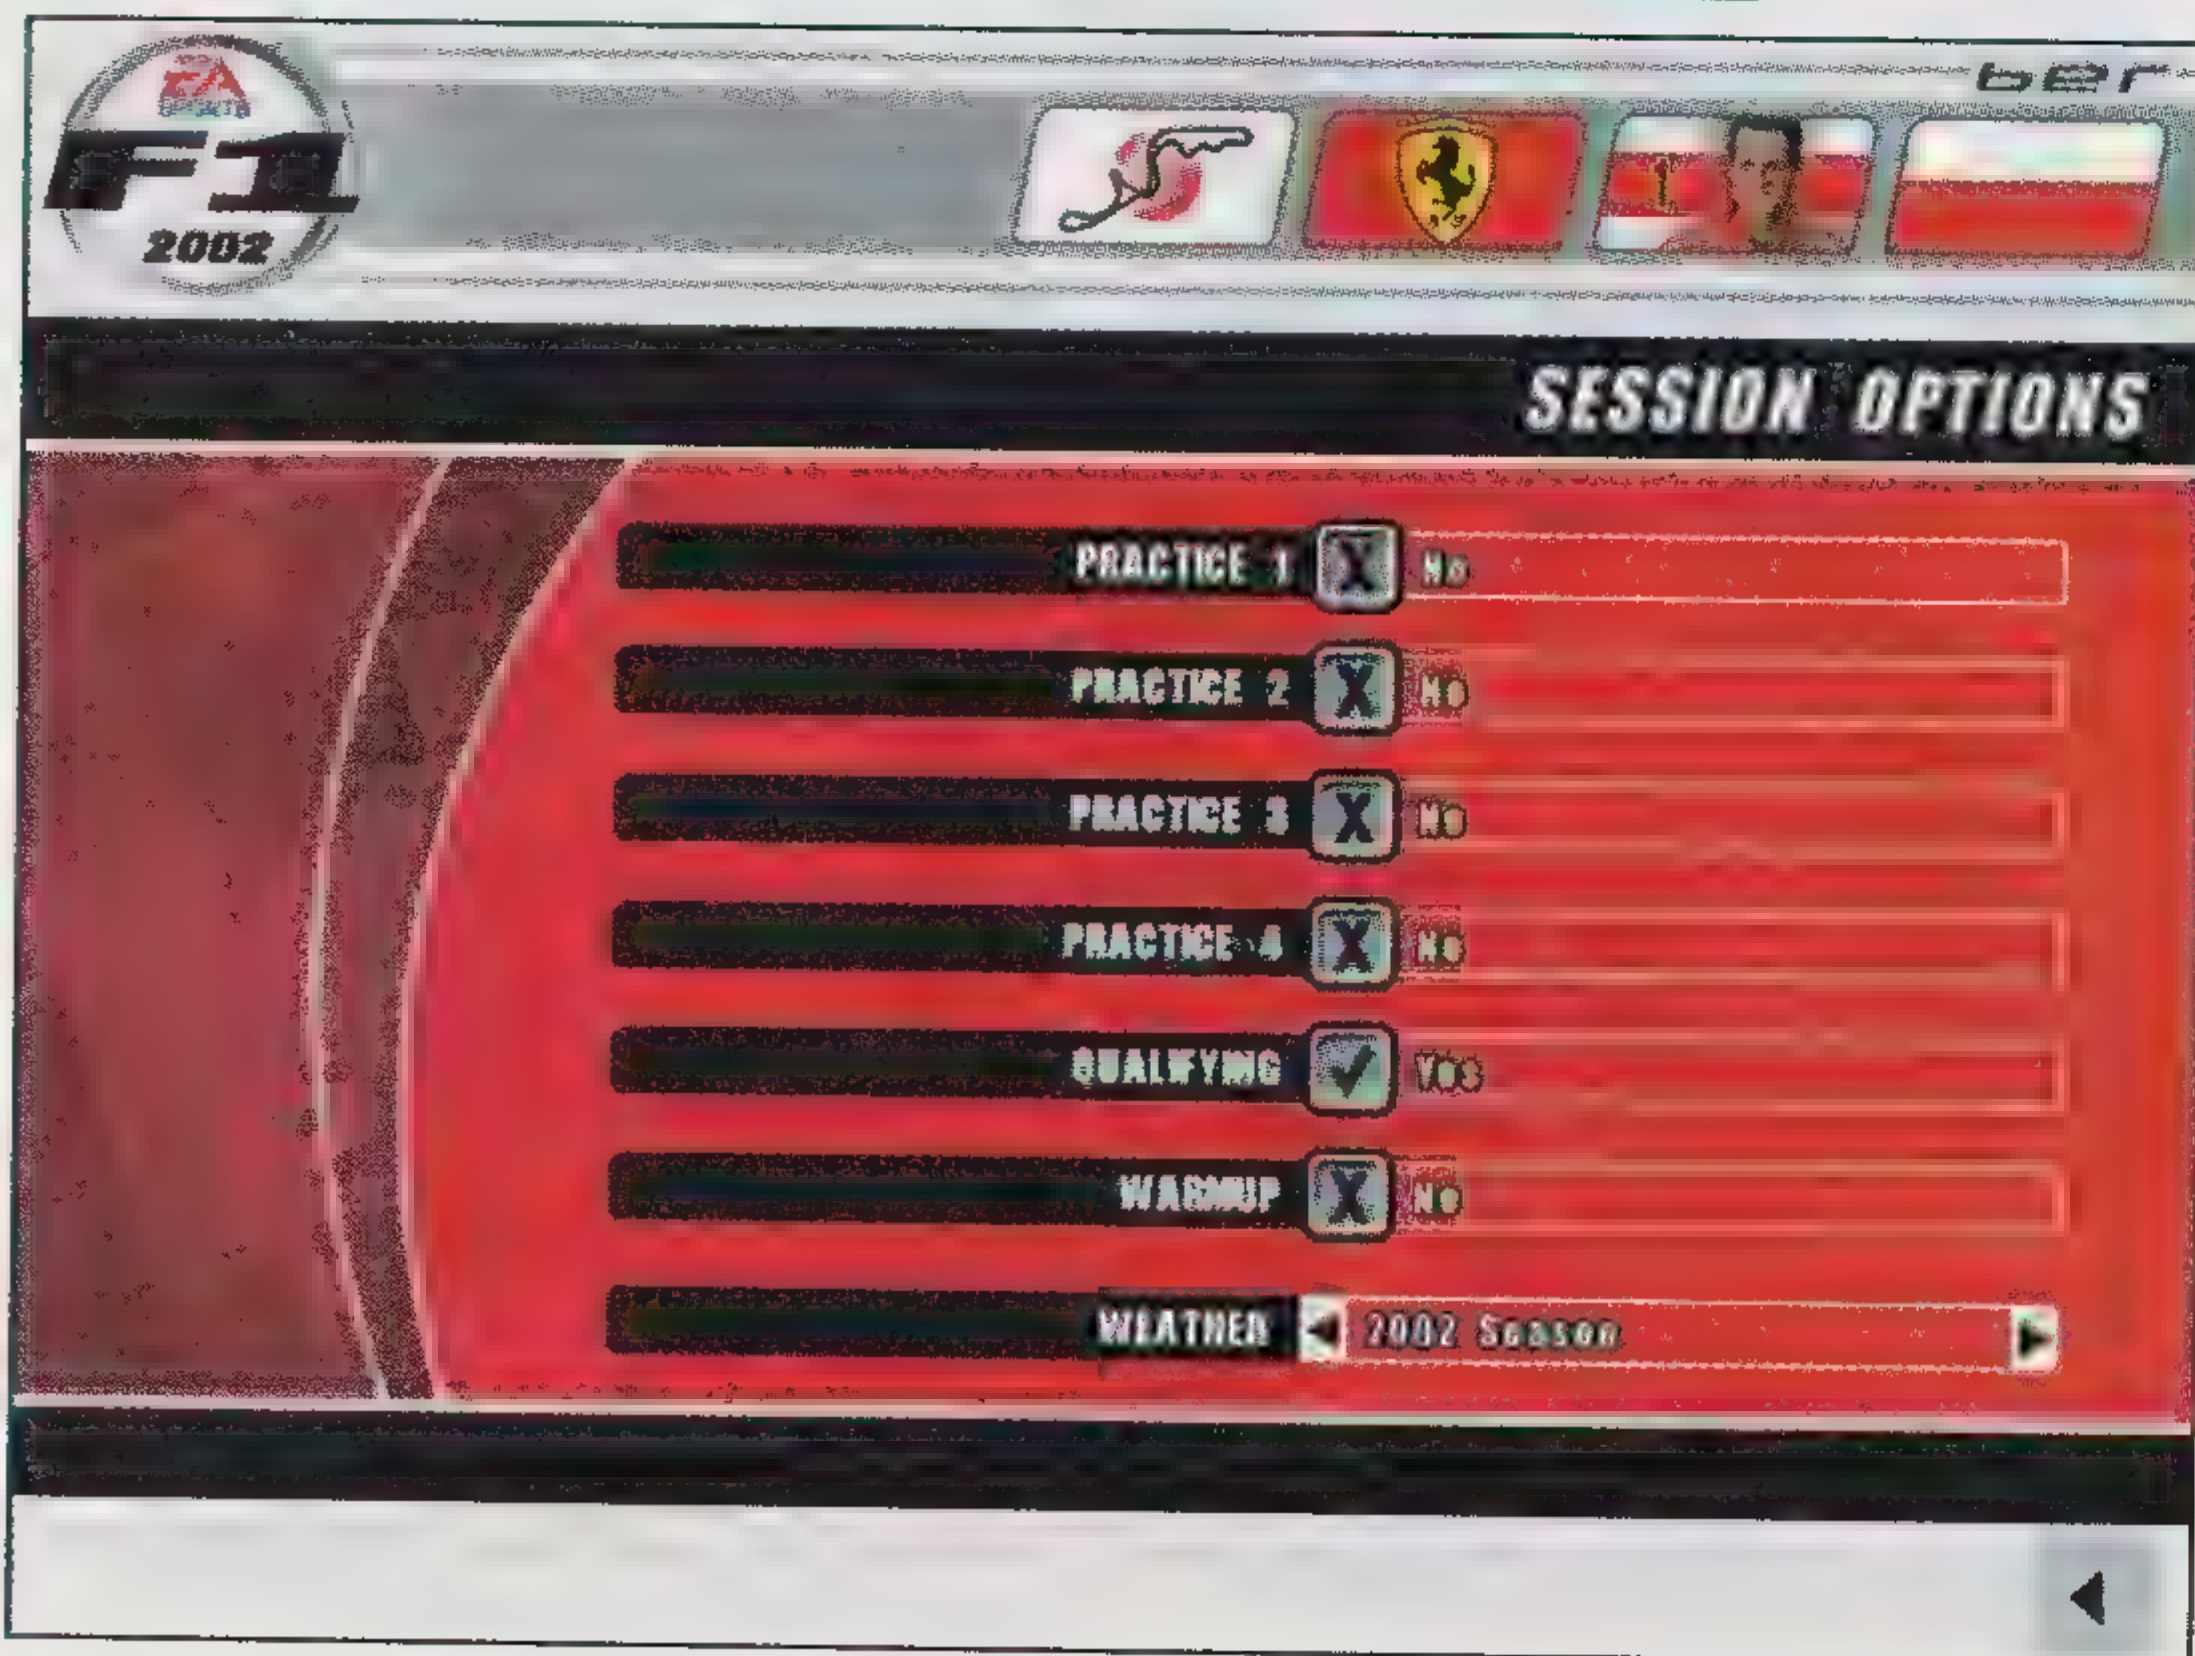 EA
SPORTS
F1
2002
ber
1
SESSION OPTIONS
PRACTICE 1 X No
PRACTICE 2 X No
PRACTICE 3 X No
PRACTICE 4 X No
QUALIFYING Yes
WARMUP X No
WEATHER 2002 Season